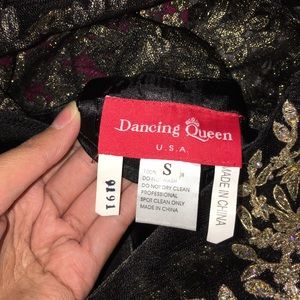 Dancing Queen
U.S.A
S
100%
DO NOT WASH
DO NOT DRY CLEAN
PROFESSIONAL
SPOT CLEAN ONLY
MADE IN CHINA
9191
MADE IN CHINA